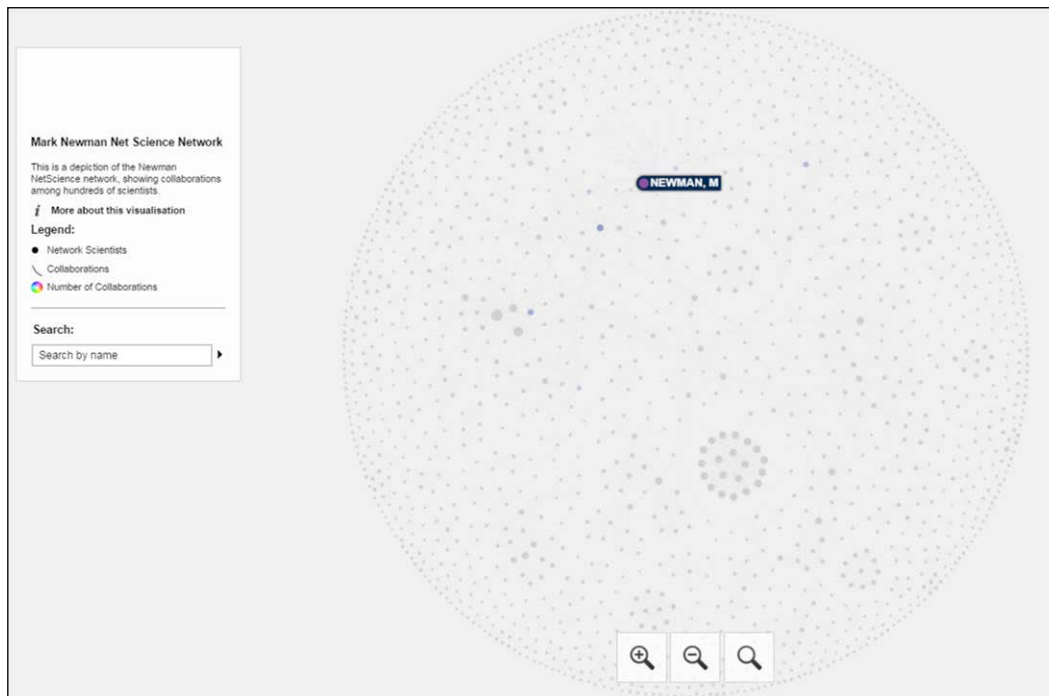 Mark Newman Net Science Network
This is a depiction of the Newman
NetScience network, showing collaborations
among hundreds of scientists.
i More about this visualisation
Legend:
Network Scientists
Collaborations
Number of Collaborations
Search:
Search by name
NEWMAN, M